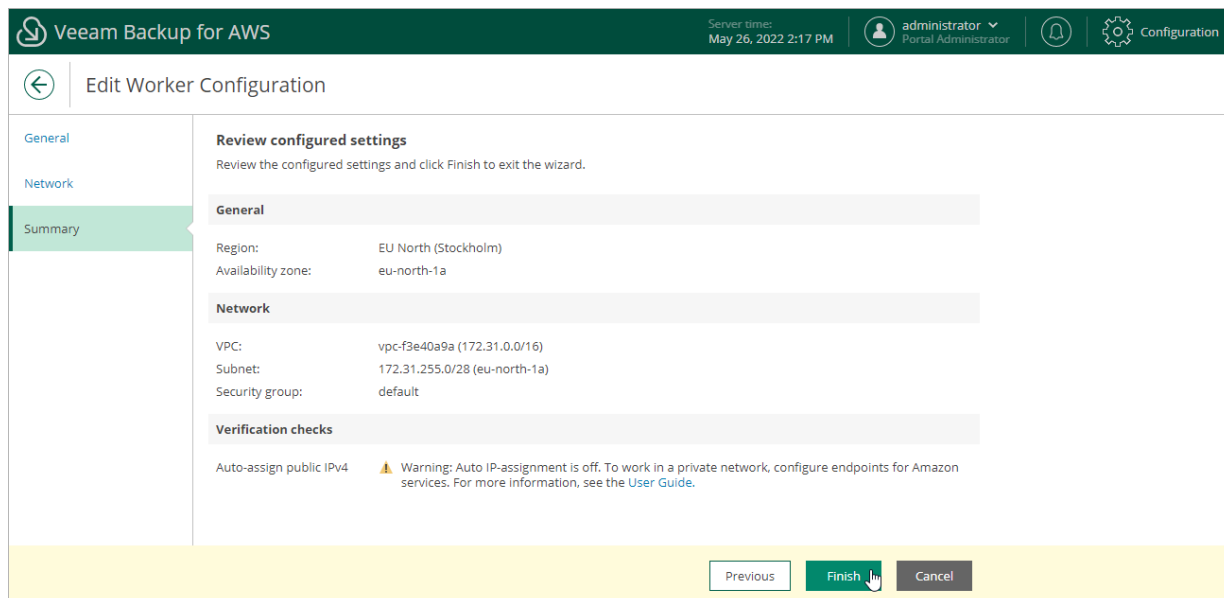 Veeam Backup for AWS
Server time:
May 26, 2022 2:17 PM
administrator
Portal Administrator
Configuration
Edit Worker Configuration
General
Network
Summary
Review configured settings
Review the configured settings and click Finish to exit the wizard.
General
Region: EU North (Stockholm)
Availability zone: eu-north-1a
Network
VPC: vpc-f3e40a9a (172.31.0.0/16)
Subnet: 172.31.255.0/28 (eu-north-1a)
Security group: default
Verification checks
Auto-assign public IPv4 Warning: Auto IP-assignment is off. To work in a private network, configure endpoints for Amazon
services. For more information, see the User Guide.
Previous
Finish
Cancel